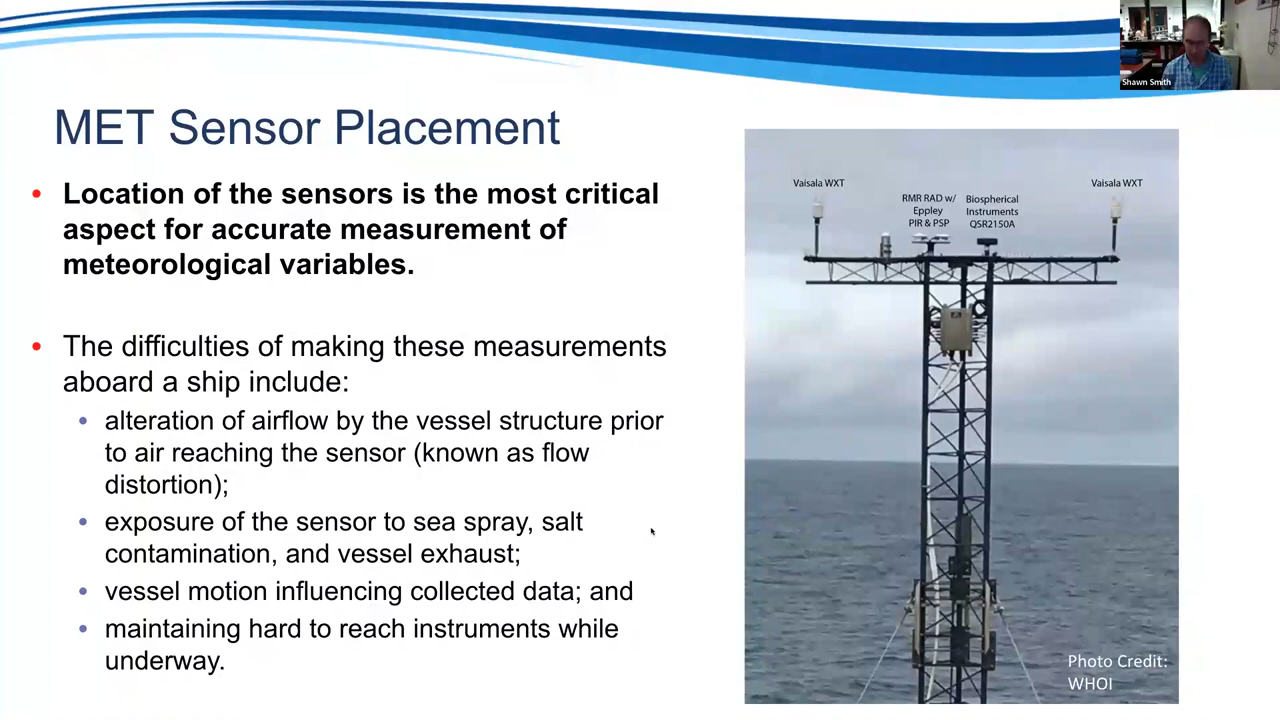 Shawn Smith
MET Sensor Placement
• Location of the sensors is the most critical
aspect for accurate measurement of
meteorological variables.
• The difficulties of making these measurements
aboard a ship include:
• alteration of airflow by the vessel structure prior
to air reaching the sensor (known as flow
distortion);
• exposure of the sensor to sea spray, salt
contamination, and vessel exhaust;
• vessel motion influencing collected data; and
• maintaining hard to reach instruments while
underway.
Vaisala WXT
RMR RAD w/
Eppley
PIR & PSP
Biospherical
Instruments
QSR2150A
Vaisala WXT
Photo Credit:
WHOI